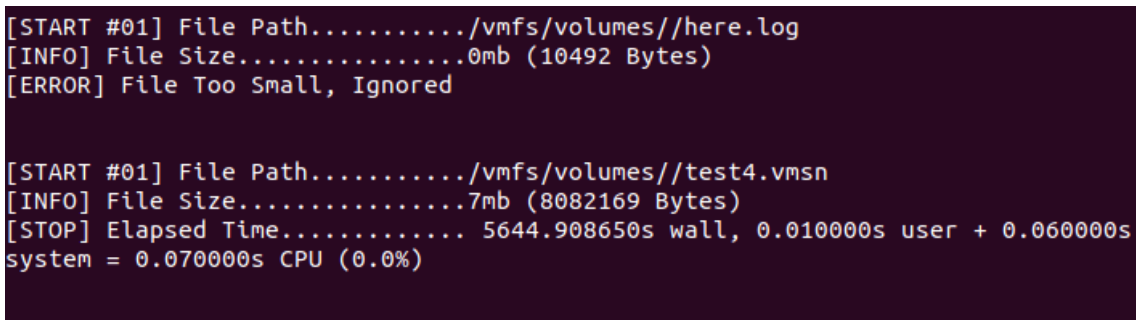 [START #01] File Path.........../vmfs/volumes//here.log
[INFO] File Size................0mb (10492 Bytes)
[ERROR] File Too Small, Ignored
[START #01] File Path.........../vmfs/volumes//test4.vmsn
[INFO] File Size................7mb (8082169 Bytes)
[STOP] Elapsed Time............. 5644.908650s wall, 0.010000s user + 0.060000s
system = 0.070000s CPU (0.0%)